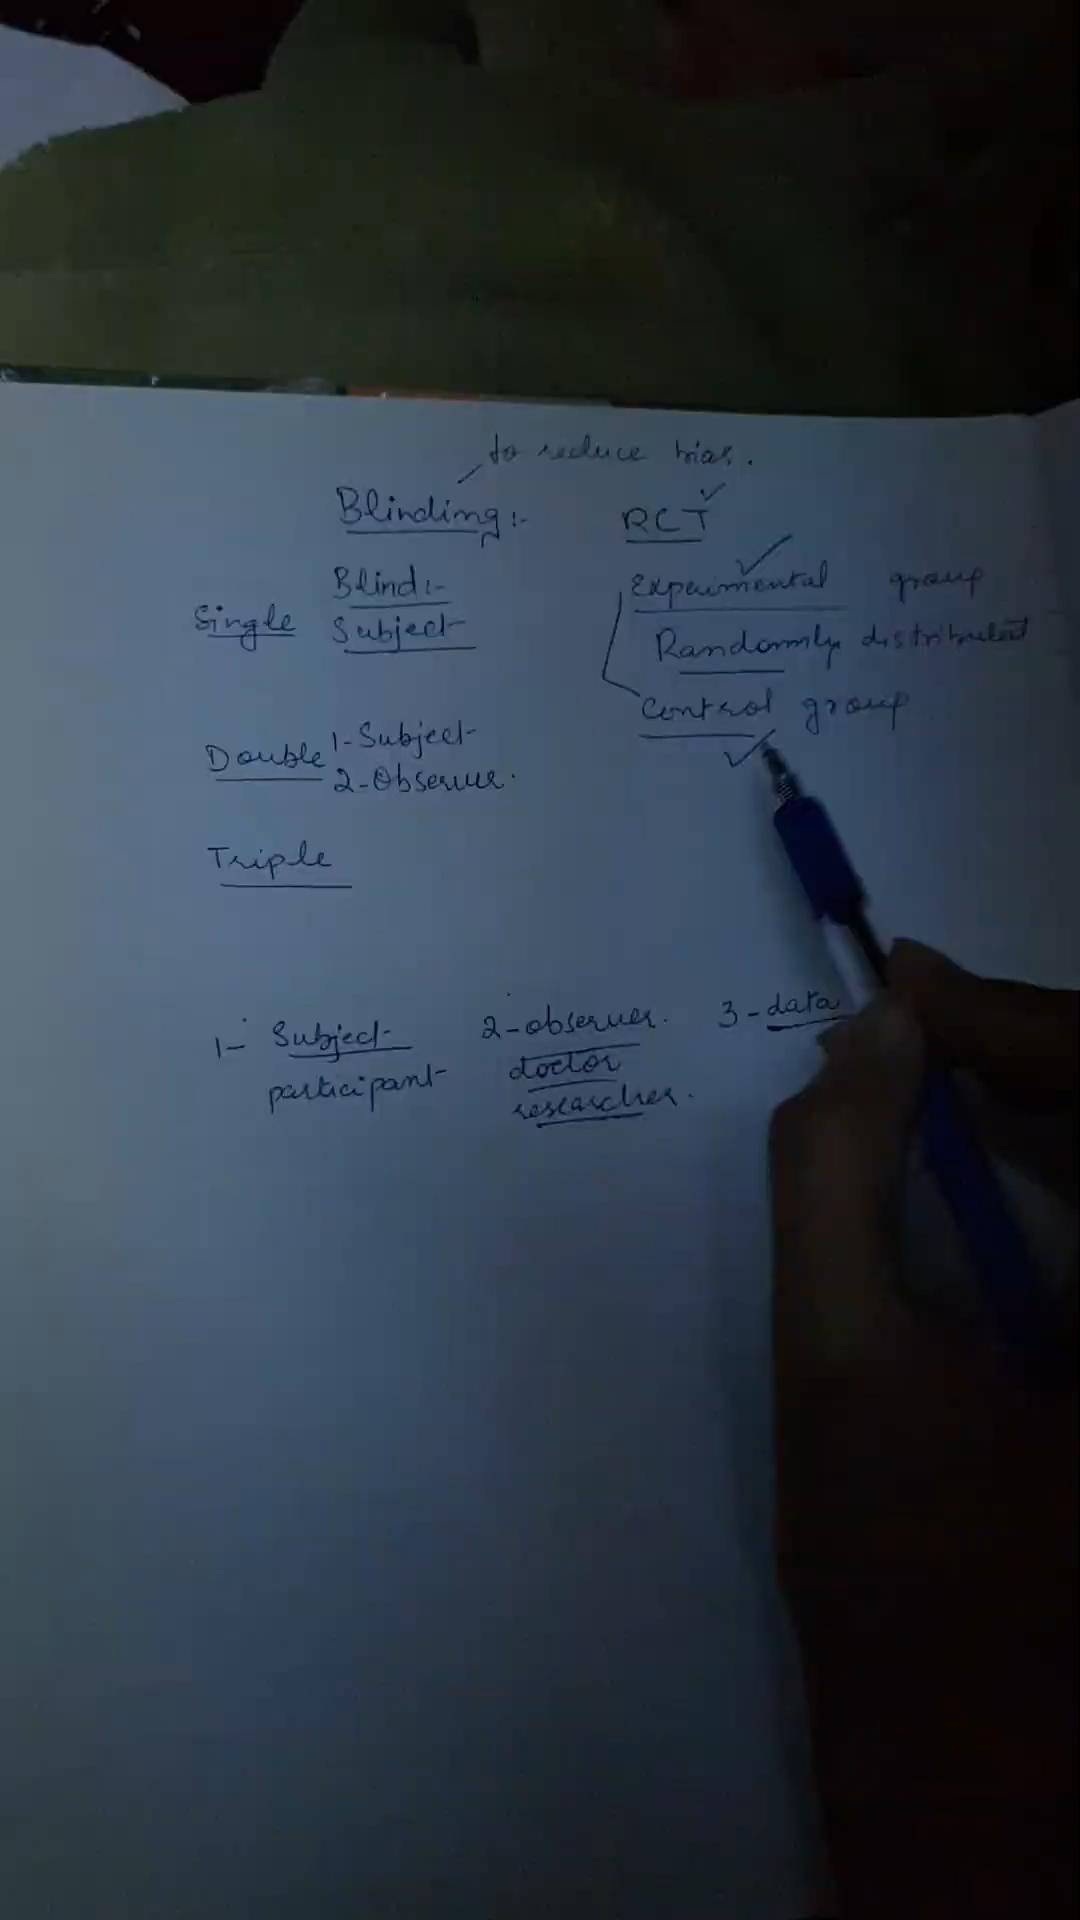 to reduce bias.
Blinding:-
RCT
Blind:-
Single Subject
Experimental group
Randomly distributed
Control group
Double 1-Subject
2-Observer.
Triple
1- Subject
participant
2-observer.
doctor
researcher.
3-data